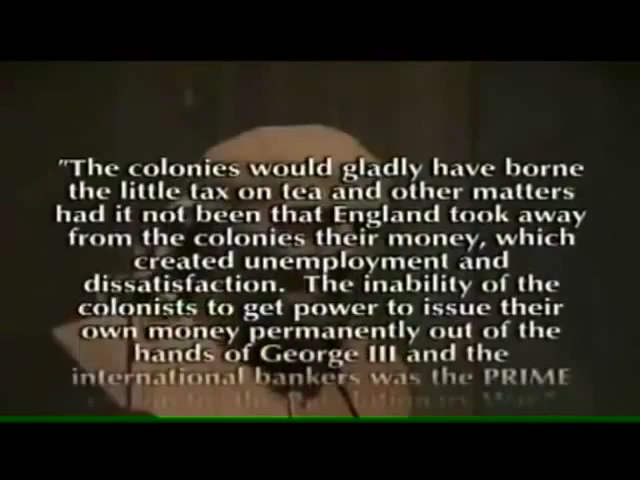 "The colonies would gladly have borne
the little tax on tea and other matters
had it not been that England took away
from the colonies their money, which
created unemployment and
dissatisfaction. The inability of the
colonists to get power to issue their
own money permanently out of the
hands of George III and the
international bankers was the PRIME